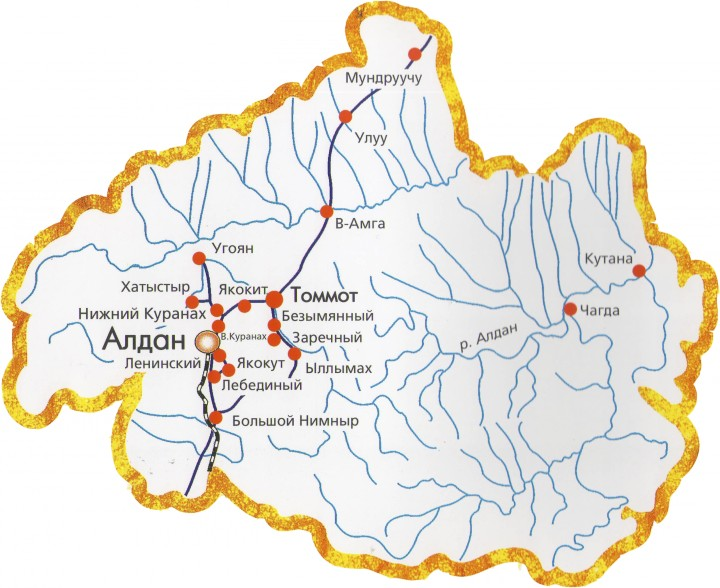 Мундруучу
Улуу
В-Амга
Угоян
Кутана
Хатыстыр
Якокит
Томмот
Нижний Куранах
Безымянный
Чагда
Алдан
В.Куранах
Заречный
р. Алдан
Ленинский
Якокут
Ыллымах
Лебединый
Большой Нимныр